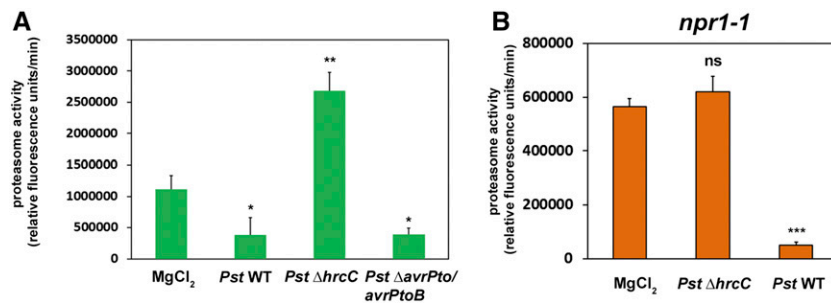 A
proteasome activity
(relative fluorescence units/min)
3500000
3000000
2500000
2000000
1500000
1000000
500000
0
*
**
*
MgCl₂
Pst WT
Pst ΔhrcC
Pst ΔavrPto/
avrPtoB
B
npr1-1
proteasome activity
(relative fluorescence units/min)
800000
600000
400000
200000
0
ns
***
MgCl₂
Pst ΔhrcC
Pst WT